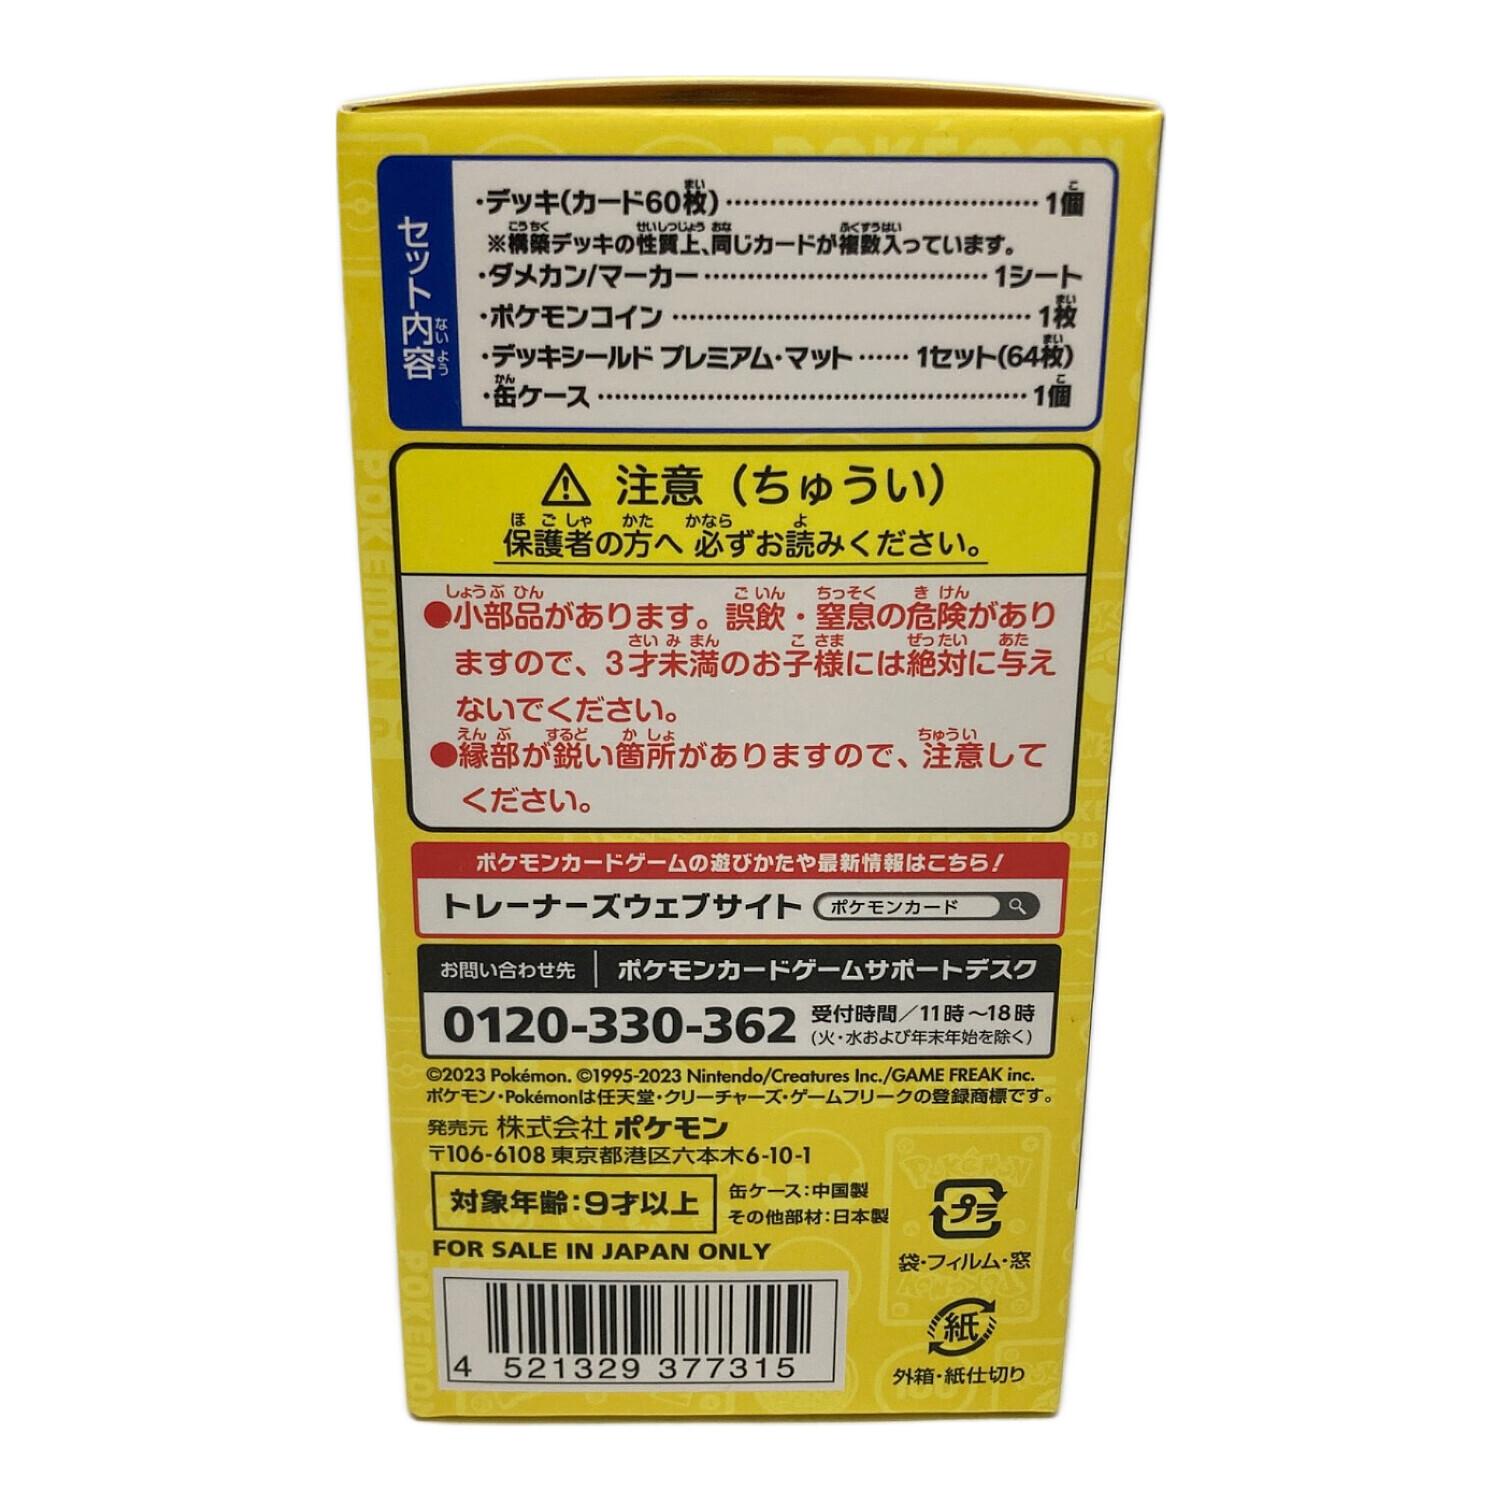 セット内容
ないよう
・デッキ(カード60枚)……………………………1個
※構築デッキの性質上、同じカードが複数入っています。
・ダメカン/マーカー……………………………1シート
・ポケモンコイン……………………………1枚
・デッキシールド プレミアム・マット……1セット(64枚)
・缶ケース……………………………1個
⚠ 注意(ちゅうい)
保護者の方へ 必ずお読みください。
●小部品があります。誤飲・窒息の危険があり
ますので、3才未満のお子様には絶対に与え
ないでください。
●縁部が鋭い箇所がありますので、注意して
ください。
ポケモンカードゲームの遊びかたや最新情報はこちら!
トレーナーズウェブサイト ポケモンカード
お問い合わせ先 ポケモンカードゲームサポートデスク
0120-330-362 受付時間/11時〜18時
(火・水および年末年始を除く)
©2023 Pokémon. ©1995-2023 Nintendo/Creatures Inc./GAME FREAK inc.
ポケモン・Pokémonは任天堂・クリーチャーズ・ゲームフリークの登録商標です。
発売元 株式会社ポケモン
〒106-6108 東京都港区六本木6-10-1
対象年齢:9才以上
缶ケース:中国製
その他部材:日本製
FOR SALE IN JAPAN ONLY
4 521329 377315
プラ
袋・フィルム・窓
紙
外箱・紙仕切り